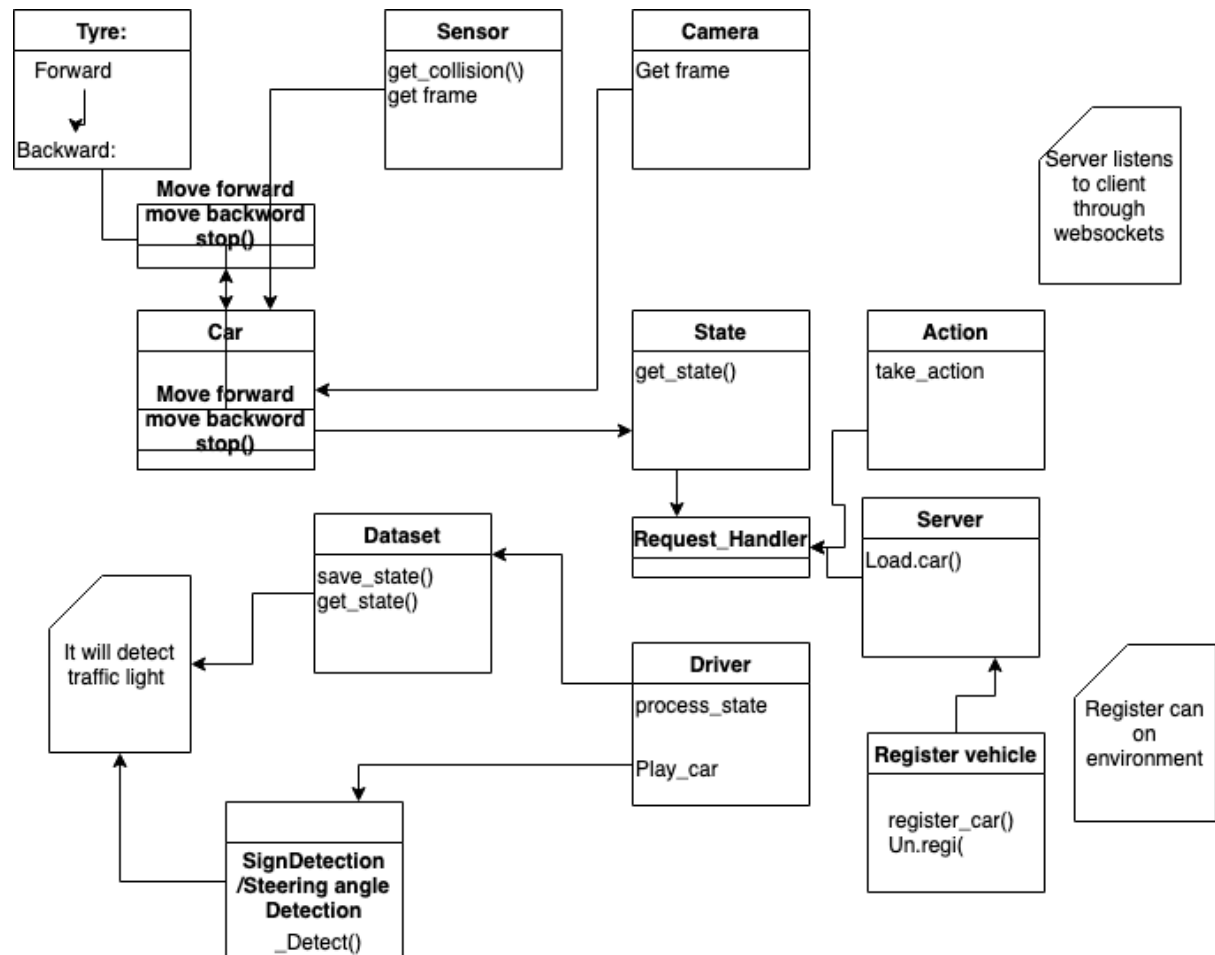 Tyre:
Forward
Backward:
Sensor
get_collision(\)
get frame
Camera
Get frame
Server listens
to client
through
websockets
Move forward
move backword
stop()
Car
Move forward
move backword
stop()
State
get_state()
Action
take_action
Request_Handler
Server
Load.car()
Dataset
save_state()
get_state()
It will detect
traffic light
Driver
process_state
Play_car
Register vehicle
register_car()
Un.regi(
Register can
on
environment
SignDetection
/Steering angle
Detection
_Detect()